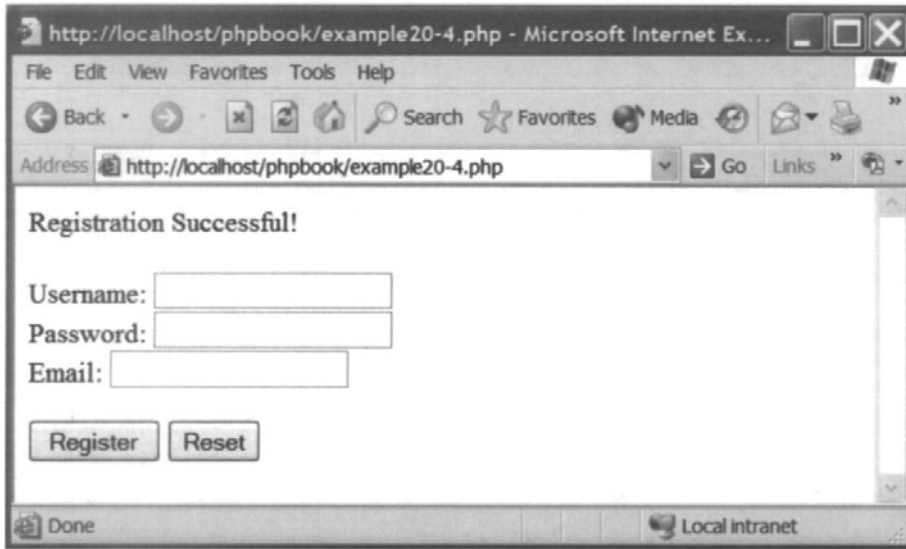 http://localhost/phpbook/example20-4.php - Microsoft Internet Ex...
File Edit View Favorites Tools Help
Back Search Favorites Media »
Address http://localhost/phpbook/example20-4.php Go Links »
Registration Successful!
Username:
Password:
Email:
Register Reset
Done Local intranet